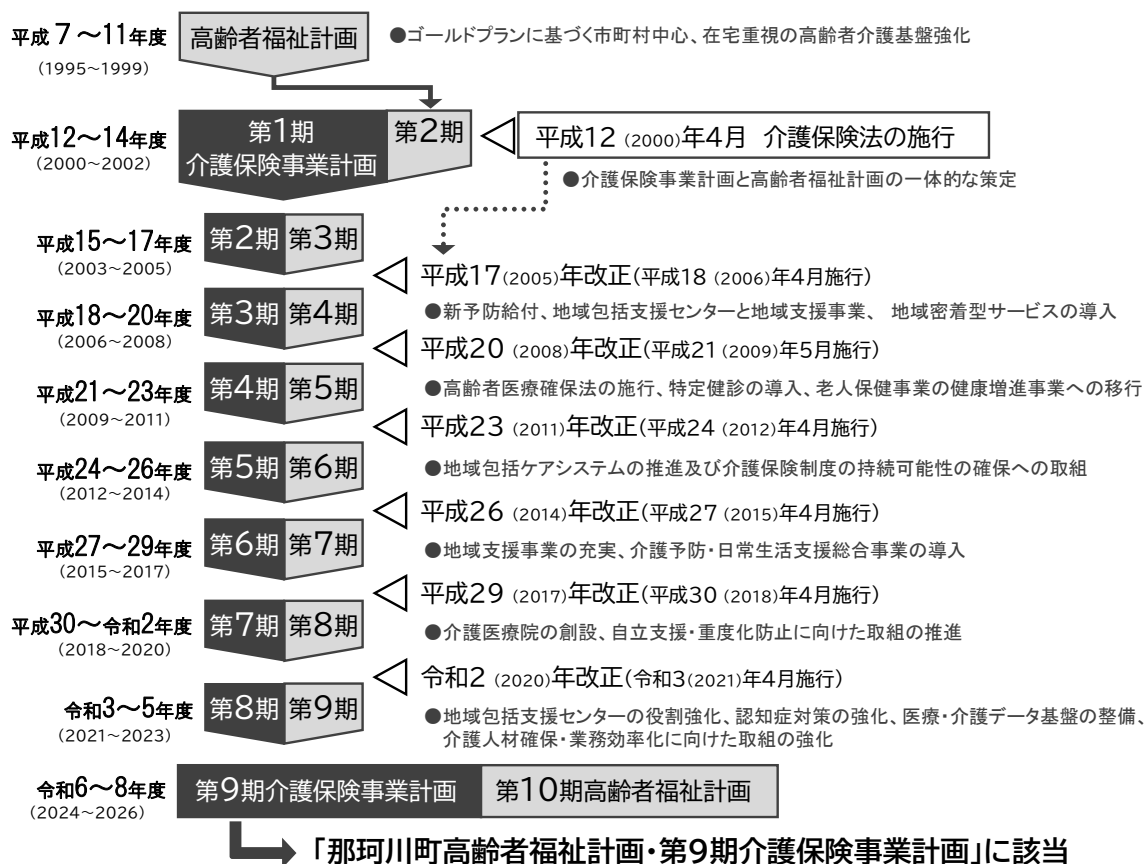 平成7～11年度 高齢者福祉計画 ●ゴールドプランに基づく市町村中心、在宅重視の高齢者介護基盤強化
(1995~1999)
平成12～14年度 第1期 第2期 平成12 (2000)年4月 介護保険法の施行
(2000~2002) 介護保険事業計画
●介護保険事業計画と高齢者福祉計画の一体的な策定
平成15～17年度 第2期 第3期
(2003~2005)
平成17(2005)年改正(平成18 (2006)年4月施行)
平成18～20年度 第3期 第4期 ●新予防給付、地域包括支援センターと地域支援事業、 地域密着型サービスの導入
(2006~2008)
平成20 (2008)年改正(平成21 (2009)年5月施行)
平成21～23年度 第4期 第5期 ●高齢者医療確保法の施行、特定健診の導入、老人保健事業の健康増進事業への移行
(2009~2011)
平成23 (2011)年改正(平成24 (2012)年4月施行)
平成24～26年度 第5期 第6期 ●地域包括ケアシステムの推進及び介護保険制度の持続可能性の確保への取組
(2012~2014)
平成26 (2014)年改正(平成27 (2015)年4月施行)
平成27～29年度 第6期 第7期 ●地域支援事業の充実、介護予防・日常生活支援総合事業の導入
(2015~2017)
平成29 (2017)年改正(平成30 (2018)年4月施行)
平成30～令和2年度 第7期 第8期 ●介護医療院の創設、自立支援・重度化防止に向けた取組の推進
(2018~2020)
令和2 (2020)年改正(令和3(2021)年4月施行)
令和3～5年度 第8期 第9期 ●地域包括支援センターの役割強化、認知症対策の強化、医療・介護データ基盤の整備、
(2021~2023) 介護人材確保・業務効率化に向けた取組の強化
令和6～8年度 第9期介護保険事業計画 第10期高齢者福祉計画
(2024~2026)
「那珂川町高齢者福祉計画・第9期介護保険事業計画」に該当